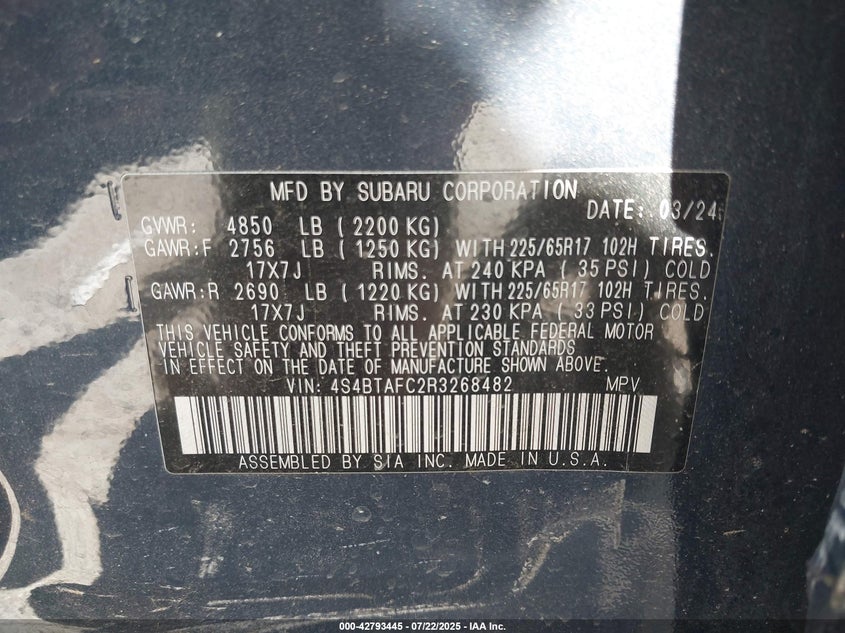 MFD BY SUBARU CORPORATION
DATE: 03/24
GVWR: 4850 LB (2200 KG)
GAWR:F 2756 LB (1250 KG) WITH 225/65R17 102H TIRES.
17X7J RIMS. AT 240 KPA (35 PSI) COLD
GAWR:R 2690 LB (1220 KG) WITH 225/65R17 102H TIRES.
17X7J RIMS. AT 230 KPA (33 PSI) COLD
THIS VEHICLE CONFORMS TO ALL APPLICABLE FEDERAL MOTOR
VEHICLE SAFETY AND THEFT PREVENTION STANDARDS
IN EFFECT ON THE DATE OF MANUFACTURE SHOWN ABOVE.
VIN: 4S4BTAFC2R3268482 MPV
ASSEMBLED BY SIA INC. MADE IN U.S.A.
000-42793445 - 07/22/2025 - IAA Inc.